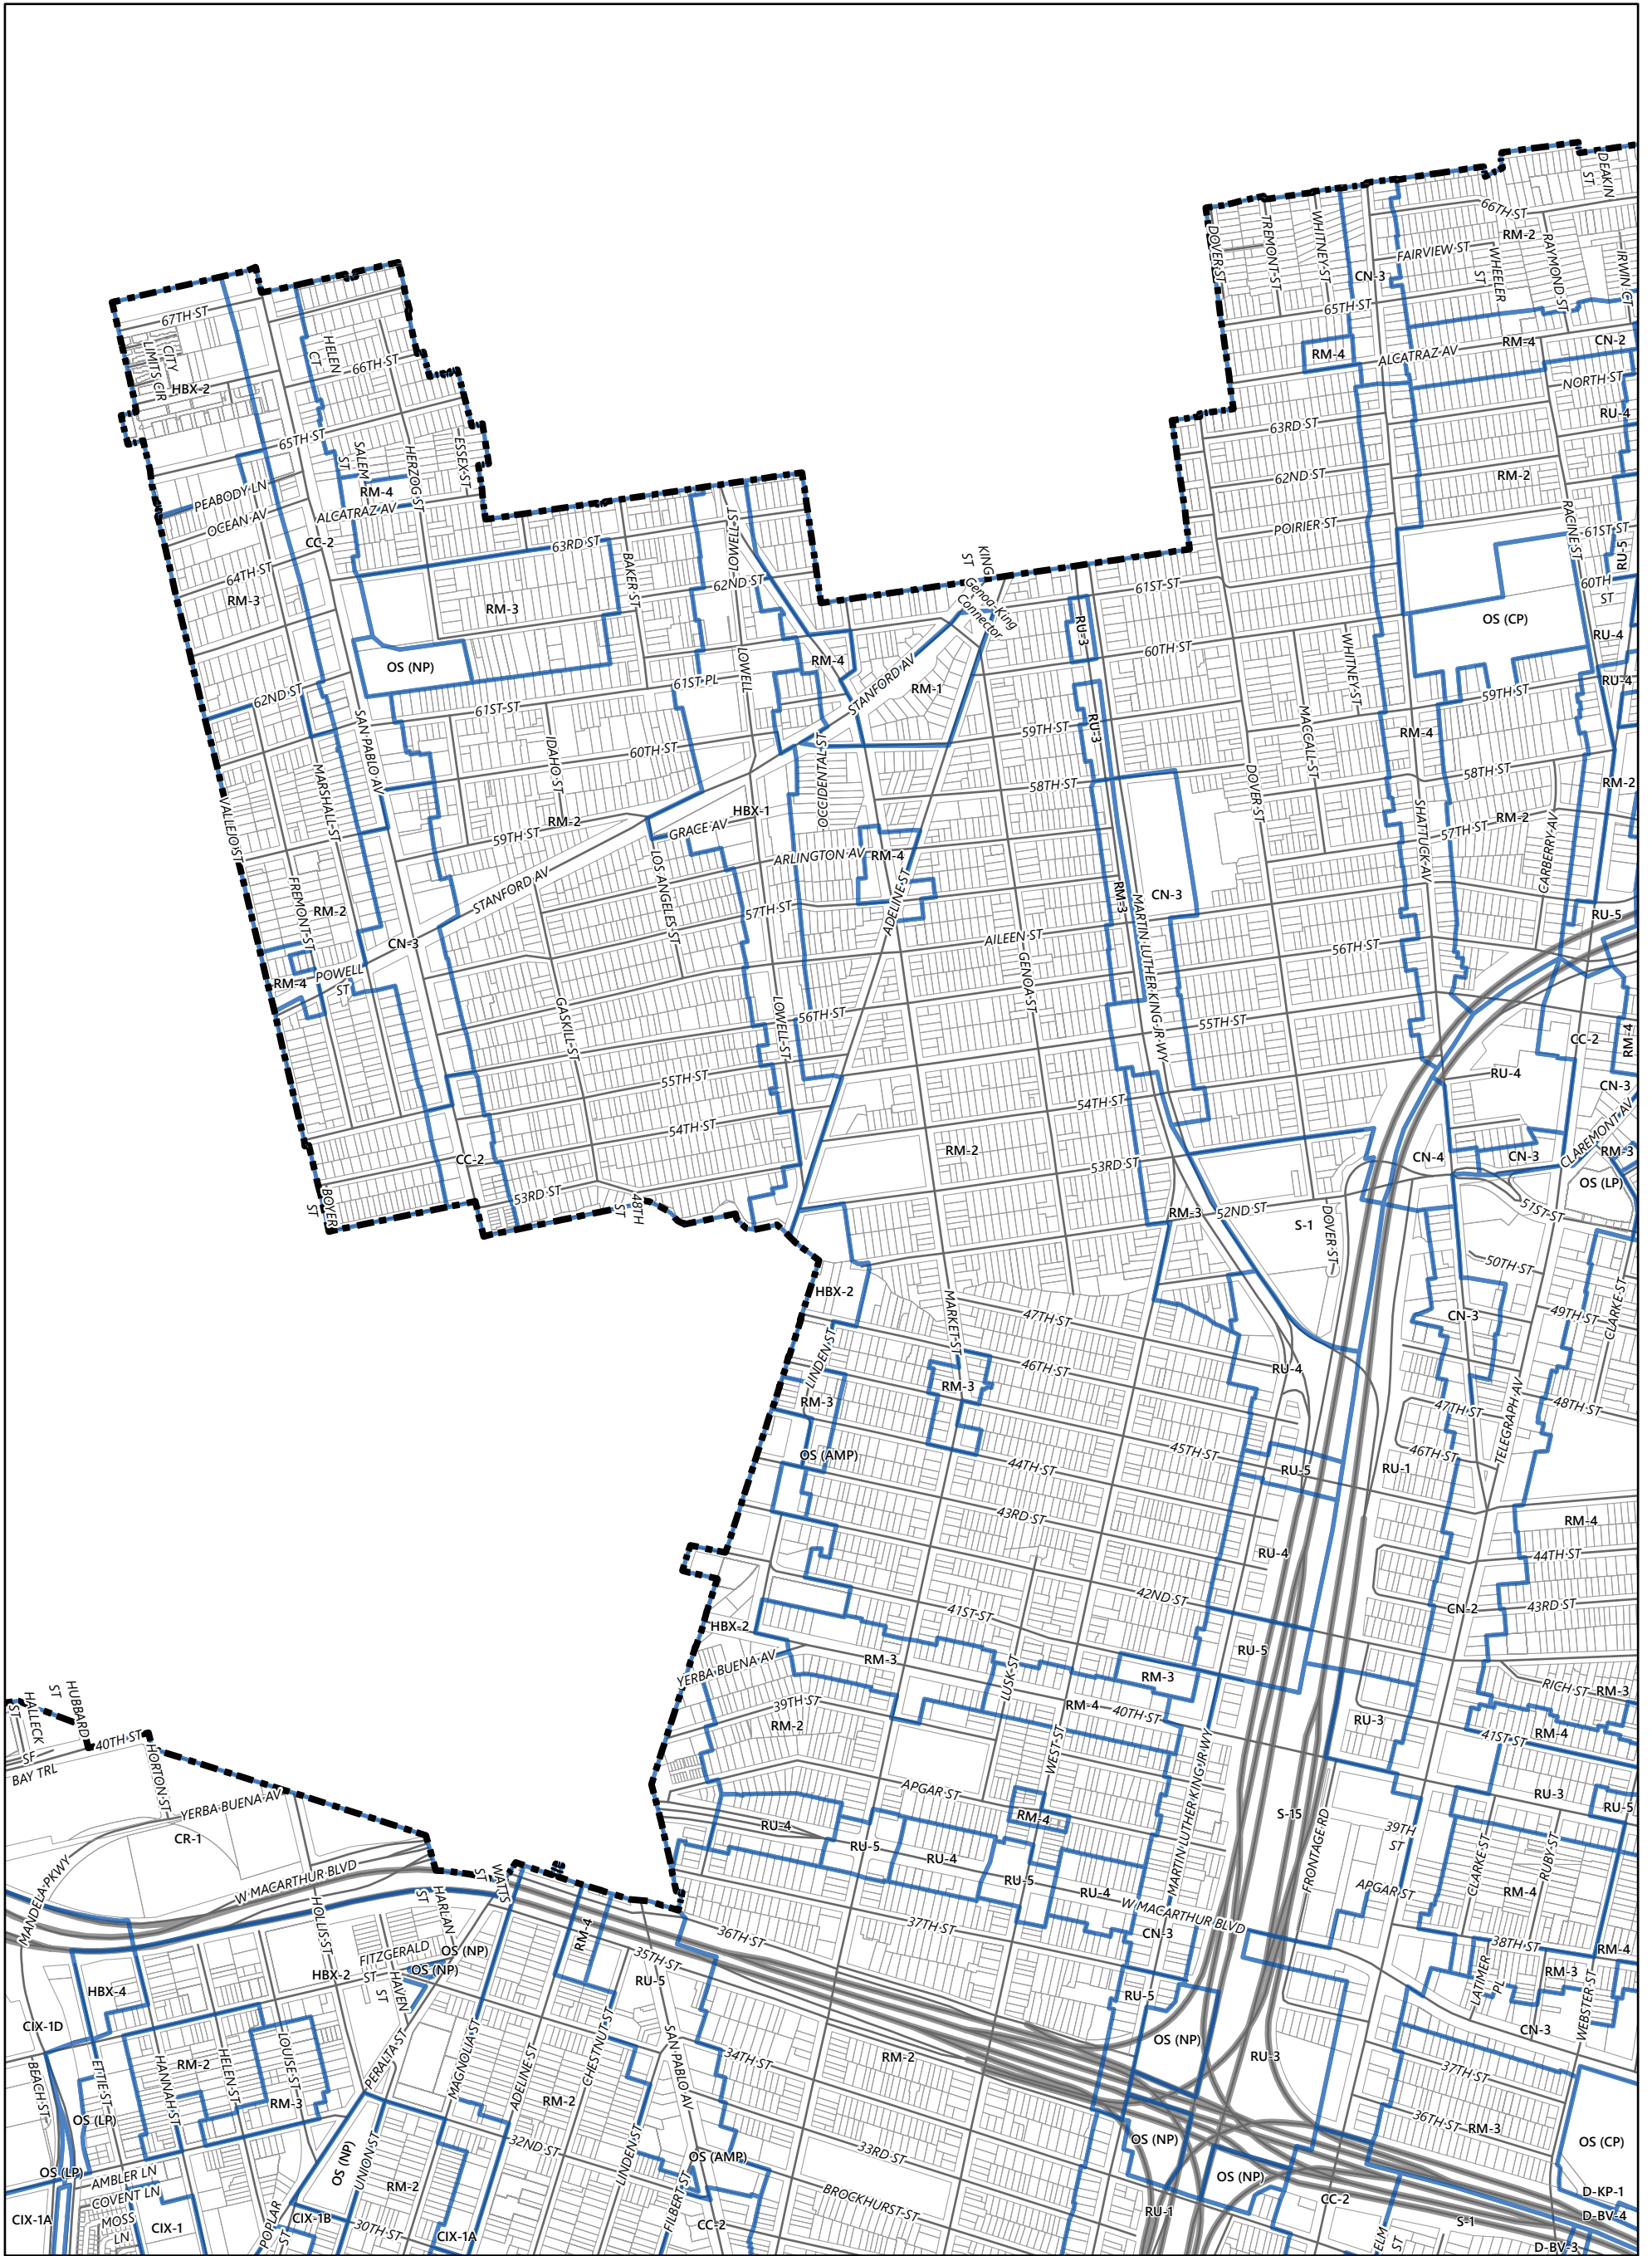 DEAKIN
ST
66TH ST
RM-2
DOVER ST
TREMONT ST
WHITNEY ST
CN-3
FAIRVIEW ST
WHEELER
ST
RAYMOND ST
IRWIN CT
65TH ST
67TH ST
CITY
LIMITS CIR
HELEN
CT
66TH ST
HBX-2
RM-4
ALCATRAZ AV
RM-4
CN-2
NORTH ST
RU-4
63RD ST
65TH ST
SALEM
ST
HERZOG ST
ESSEX ST
RM-4
PEABODY LN
OCEAN AV
ALCATRAZ AV
CC-2
62ND ST
RM-2
POIRIER ST
RACINE ST
61ST ST
RU-5
60TH
ST
63RD ST
BAKER ST
LOWELL ST
62ND ST
KING
ST
Genoa-King
Connector
61ST ST
64TH ST
RM-3
RM-3
RU-3
OS (CP)
RU-4
60TH ST
WHITNEY ST
OS (NP)
RM-4
STANFORD AV
RM-1
LOWELL
61ST PL
RU-4
59TH ST
62ND ST
61ST ST
SAN PABLO AV
59TH ST
RU-3
MACCALL ST
RM-4
IDAHO ST
60TH ST
OCCIDENTAL ST
58TH ST
DOVER ST
58TH ST
RM-2
MARSHALL ST
VALLEJO ST
RM-2
59TH ST
HBX-1
GRACE AV
SHATTUCK AV
57TH ST
RM-2
CARBERRY AV
LOS ANGELES ST
ARLINGTON AV
RM-4
ADELINE ST
RM-3
CN-3
MARTIN LUTHER KING JR WY
FREMONT ST
RM-2
STANFORD AV
57TH ST
RU-5
CN-3
AILEEN ST
GENOA ST
56TH ST
RM-4
POWELL
ST
GASKILL ST
LOWELL ST
56TH ST
55TH ST
CC-2
RM-4
RU-4
CN-3
55TH ST
54TH ST
54TH ST
CLAREMONT AV
RM-2
53RD ST
CN-4
CN-3
RM-3
CC-2
OS (LP)
53RD ST
48TH
ST
BOYER
ST
RM-3
52ND ST
S-1
DOVER ST
51ST ST
50TH ST
HBX-2
MARKET ST
47TH ST
CN-3
49TH ST
CLARKE ST
LINDEN ST
46TH ST
RU-4
RM-3
RM-3
47TH ST
48TH ST
TELEGRAPH AV
OS (AMP)
45TH ST
44TH ST
RU-5
RU-1
46TH ST
43RD ST
RM-4
RU-4
44TH ST
42ND ST
41ST ST
CN-2
43RD ST
HBX-2
YERBA BUENA AV
RM-3
LUSK ST
RM-3
RU-5
RICH ST
RM-3
HUBBARD
ST
HALLECK
ST
39TH ST
RM-2
RM-4
40TH ST
RU-3
RM-4
41ST ST
40TH ST
SF
BAY TRL
HORTON ST
WEST ST
MARTIN LUTHER KING JR WY
APGAR ST
RU-3
RU-5
YERBA BUENA AV
CR-1
RU-4
RM-4
S-15
FRONTAGE RD
39TH
ST
RU-5
RU-4
CLARKE ST
RUBY ST
MANDELA PKWY
W MACARTHUR BLVD
WATTS
ST
HARLAN
ST
HOLLIS ST
RU-5
RU-4
APGAR ST
RM-4
W MACARTHUR BLVD
CN-3
37TH ST
36TH ST
38TH ST
RM-4
RM-4
35TH ST
FITZGERALD
ST
OS (NP)
OS (NP)
HAVEN
ST
HBX-2
HBX-4
RU-5
RU-5
LATIMER
PL
RM-3
WEBSTER ST
CN-3
CIX-1D
OS (NP)
RU-3
BEACH ST
ETTIE ST
HANNAH ST
RM-2
HELEN ST
LOUISE ST
PERALTA ST
MAGNOLIA ST
ADELINE ST
CHESTNUT ST
SAN PABLO AV
34TH ST
RM-2
37TH ST
RM-3
RM-2
36TH ST
RM-3
OS (LP)
OS (NP)
UNION ST
32ND ST
LINDEN ST
33RD ST
OS (NP)
OS (CP)
OS (LP)
AMBLER LN
COVENT LN
MOSS
LN
RM-2
OS (AMP)
FILBERT ST
OS (NP)
BROCKHURST ST
RU-1
CC-2
D-KP-1
D-BV-4
CIX-1A
CIX-1
POPLAR
ST
CIX-1B
30TH ST
CIX-1A
CC-2
ELM
ST
S-1
D-BV-3